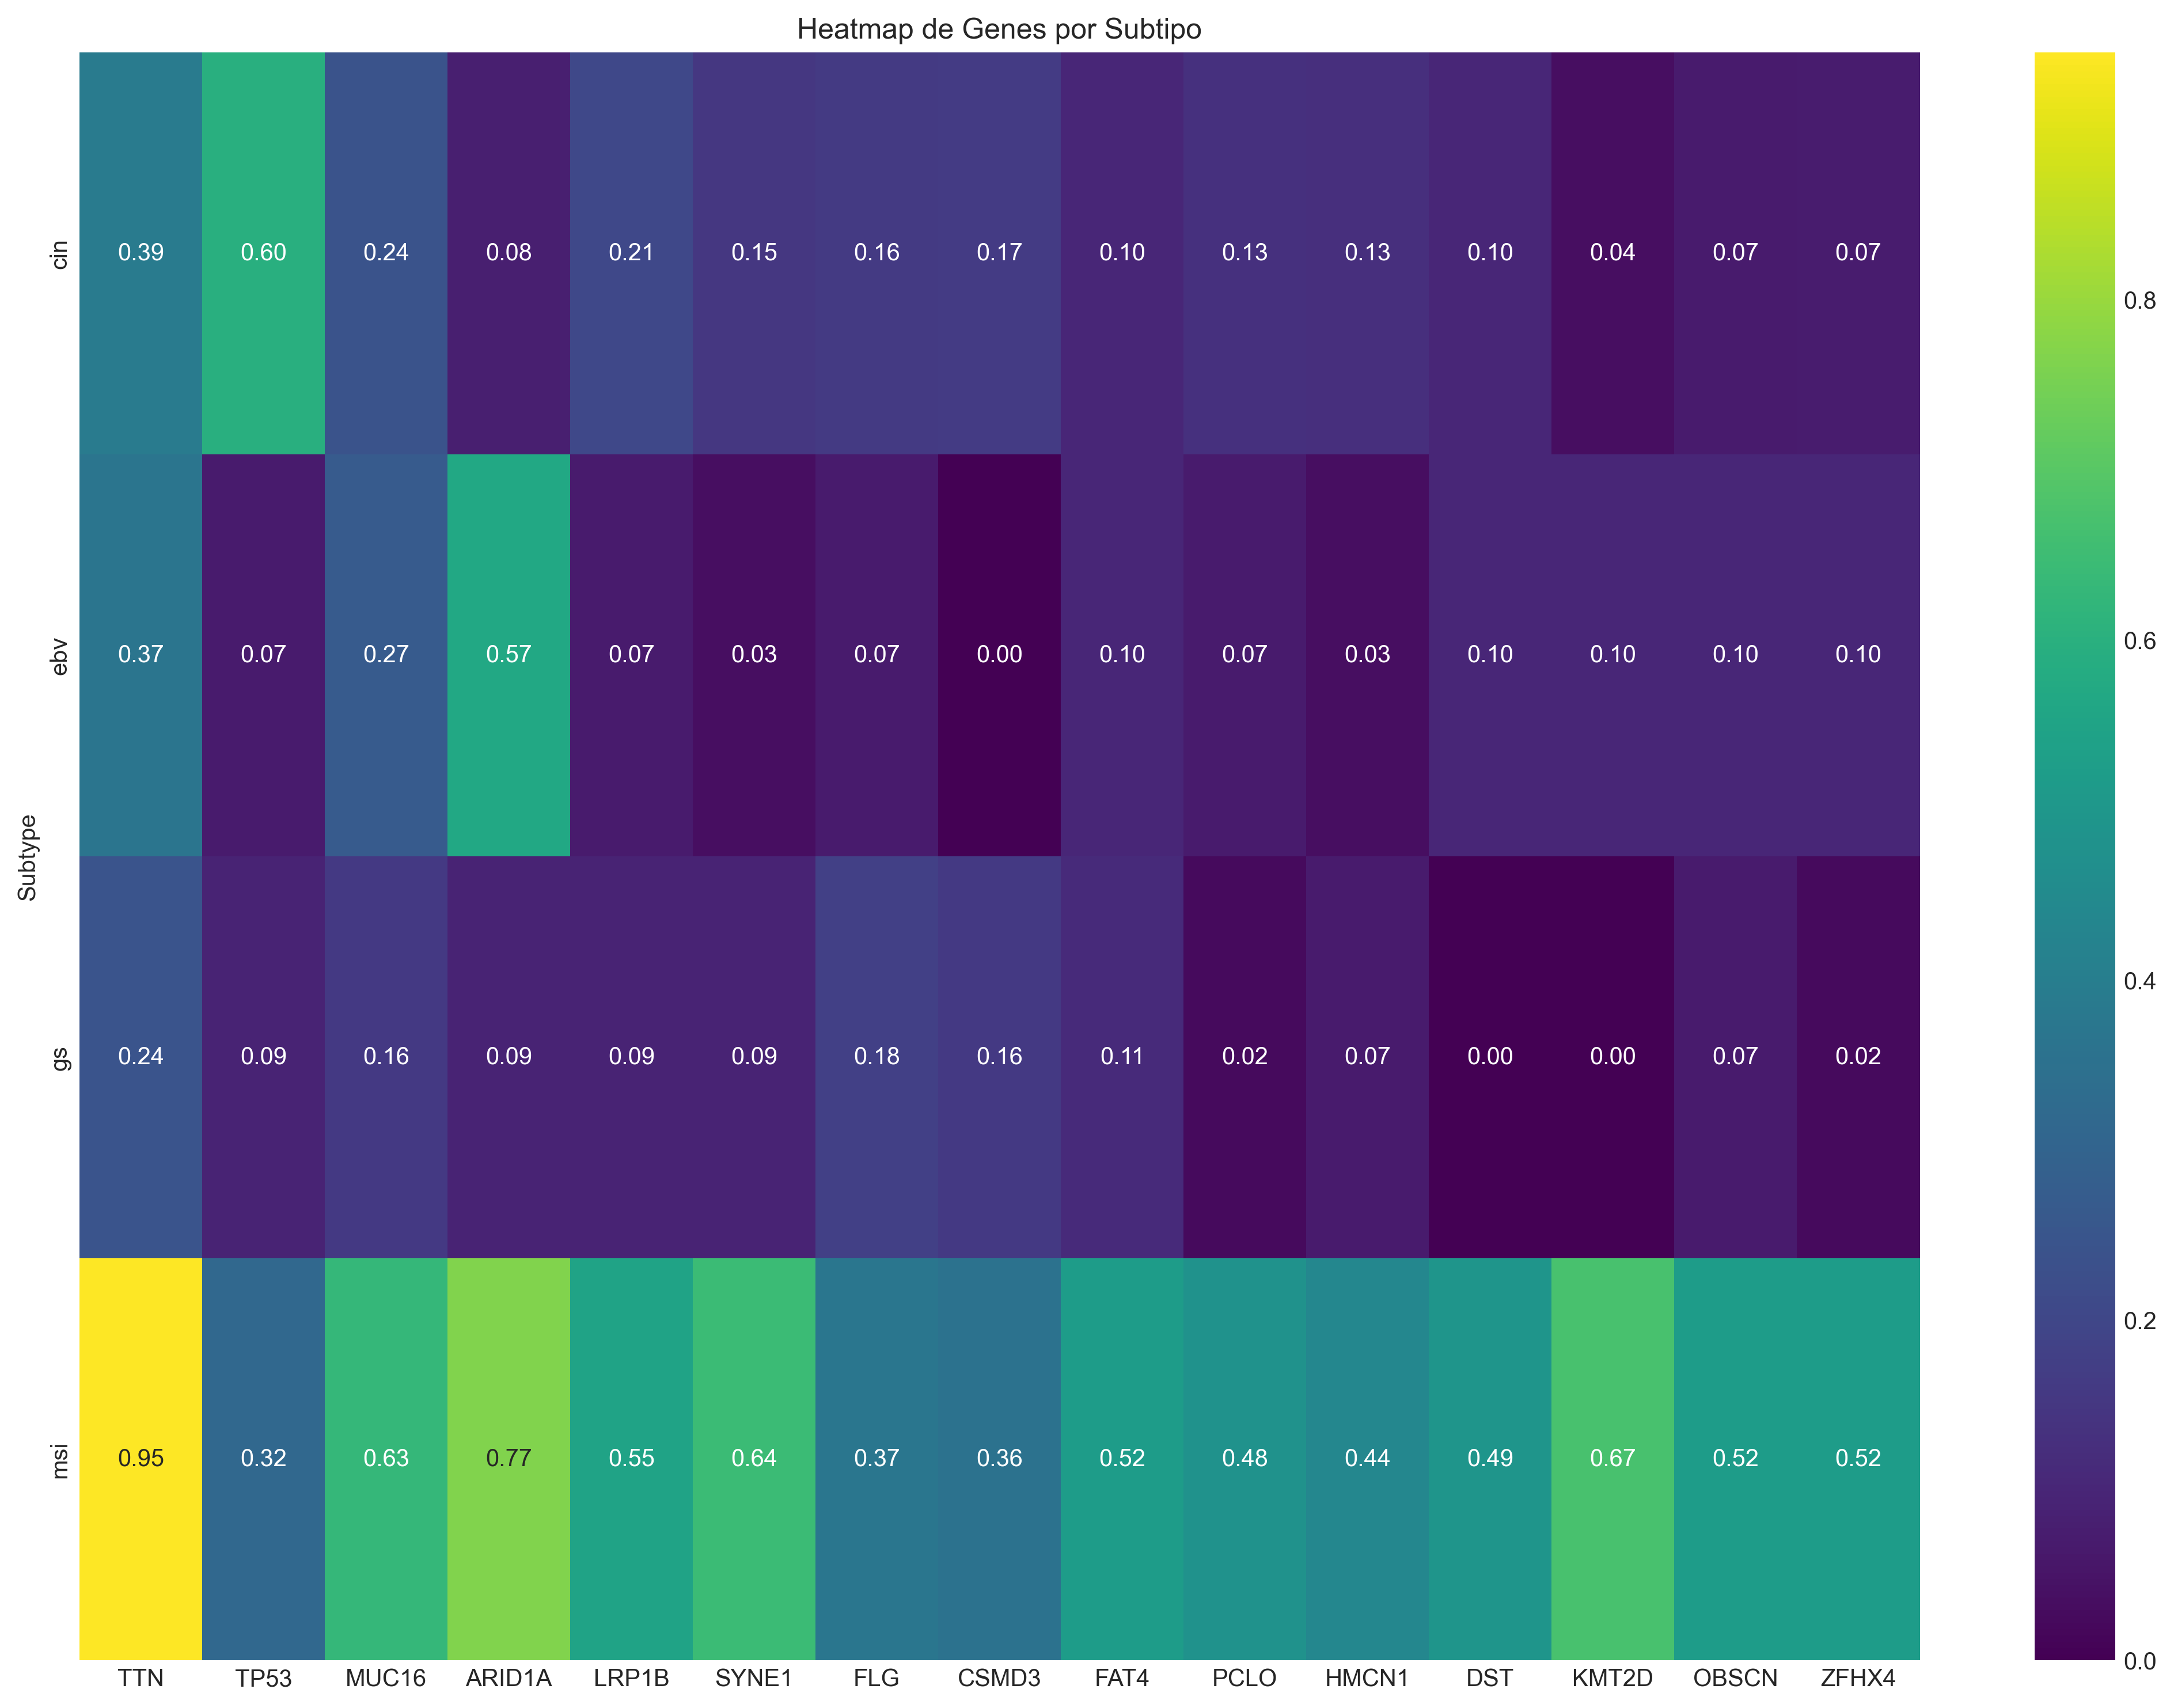 Heatmap de Genes por Subtipo
Subtype
cin 0.39 0.60 0.24 0.08 0.21 0.15 0.16 0.17 0.10 0.13 0.13 0.10 0.04 0.07 0.07
ebv 0.37 0.07 0.27 0.57 0.07 0.03 0.07 0.00 0.10 0.07 0.03 0.10 0.10 0.10 0.10
gs 0.24 0.09 0.16 0.09 0.09 0.09 0.18 0.16 0.11 0.02 0.07 0.00 0.00 0.07 0.02
msi 0.95 0.32 0.63 0.77 0.55 0.64 0.37 0.36 0.52 0.48 0.44 0.49 0.67 0.52 0.52
TTN TP53 MUC16 ARID1A LRP1B SYNE1 FLG CSMD3 FAT4 PCLO HMCN1 DST KMT2D OBSCN ZFHX4
0.8
0.6
0.4
0.2
0.0